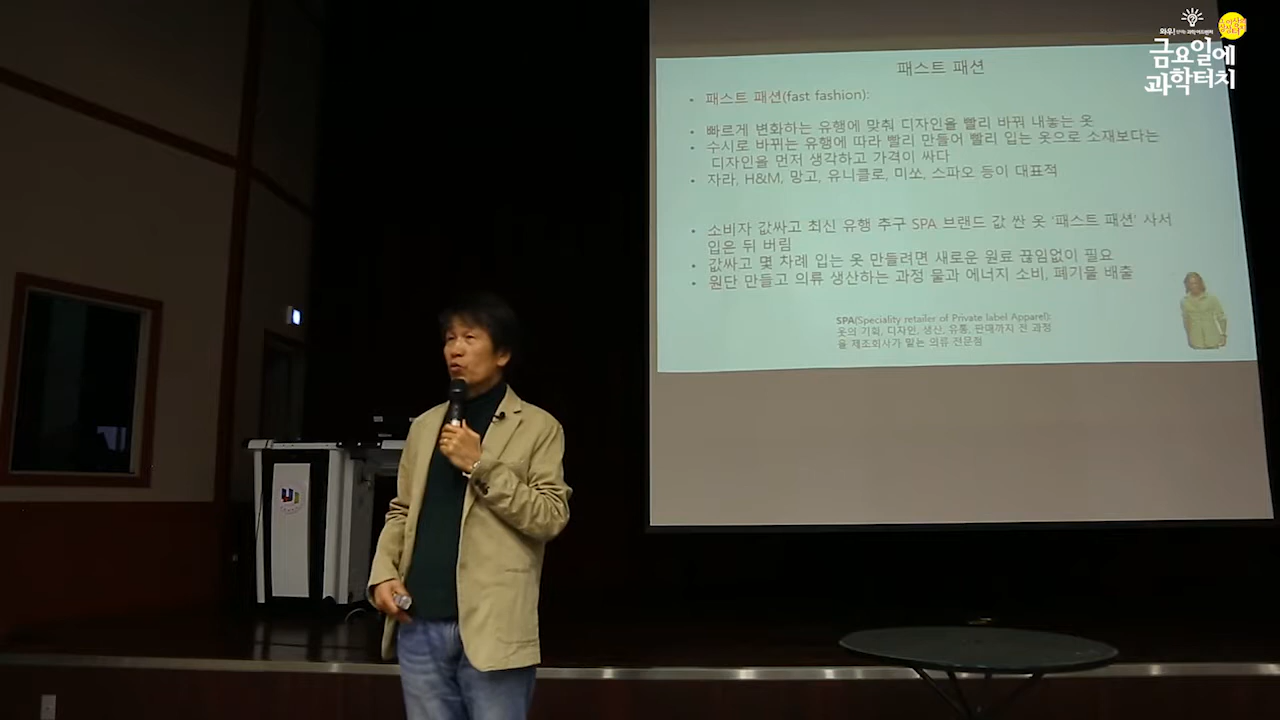 와우!
금요일에
과학터치
패스트 패션
• 패스트 패션(fast fashion):
• 빠르게 변화하는 유행에 맞춰 디자인을 빨리 바꿔 내놓는 옷
• 수시로 바뀌는 유행에 따라 빨리 만들어 빨리 입는 옷으로 소재보다는
디자인을 먼저 생각하고 가격이 싸다
• 자라, H&M, 망고, 유니클로, 미쏘, 스파오 등이 대표적
• 소비자 값싸고 최신 유행 추구 SPA 브랜드 값 싼 옷 '패스트 패션' 사서
입은 뒤 버림
• 값싸고 몇 차례 입는 옷 만들려면 새로운 원료 끊임없이 필요
• 원단 만들고 의류 생산하는 과정 물과 에너지 소비, 폐기물 배출
SPA(Speciality retailer of Private label Apparel):
옷의 기획, 디자인, 생산, 유통, 판매까지 전 과정
을 제조회사가 맡는 의류 전문점